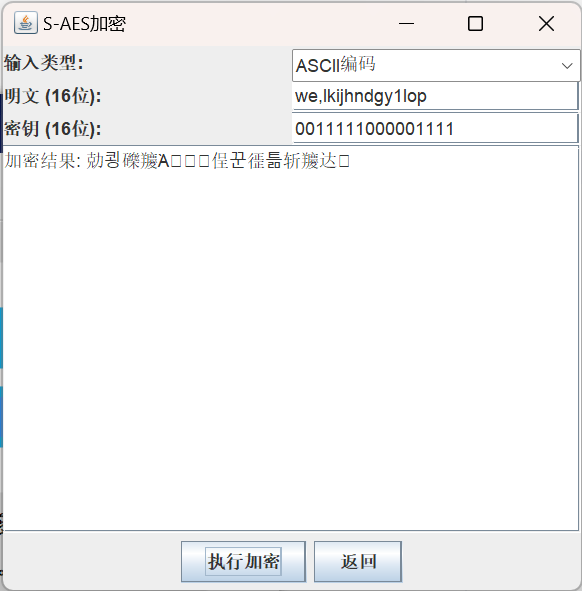 S-AES加密
输入类型:
ASCII编码
明文 (16位):
we,lkijhndgy1lop
密钥 (16位):
0011111000001111
加密结果:
执行加密
返回